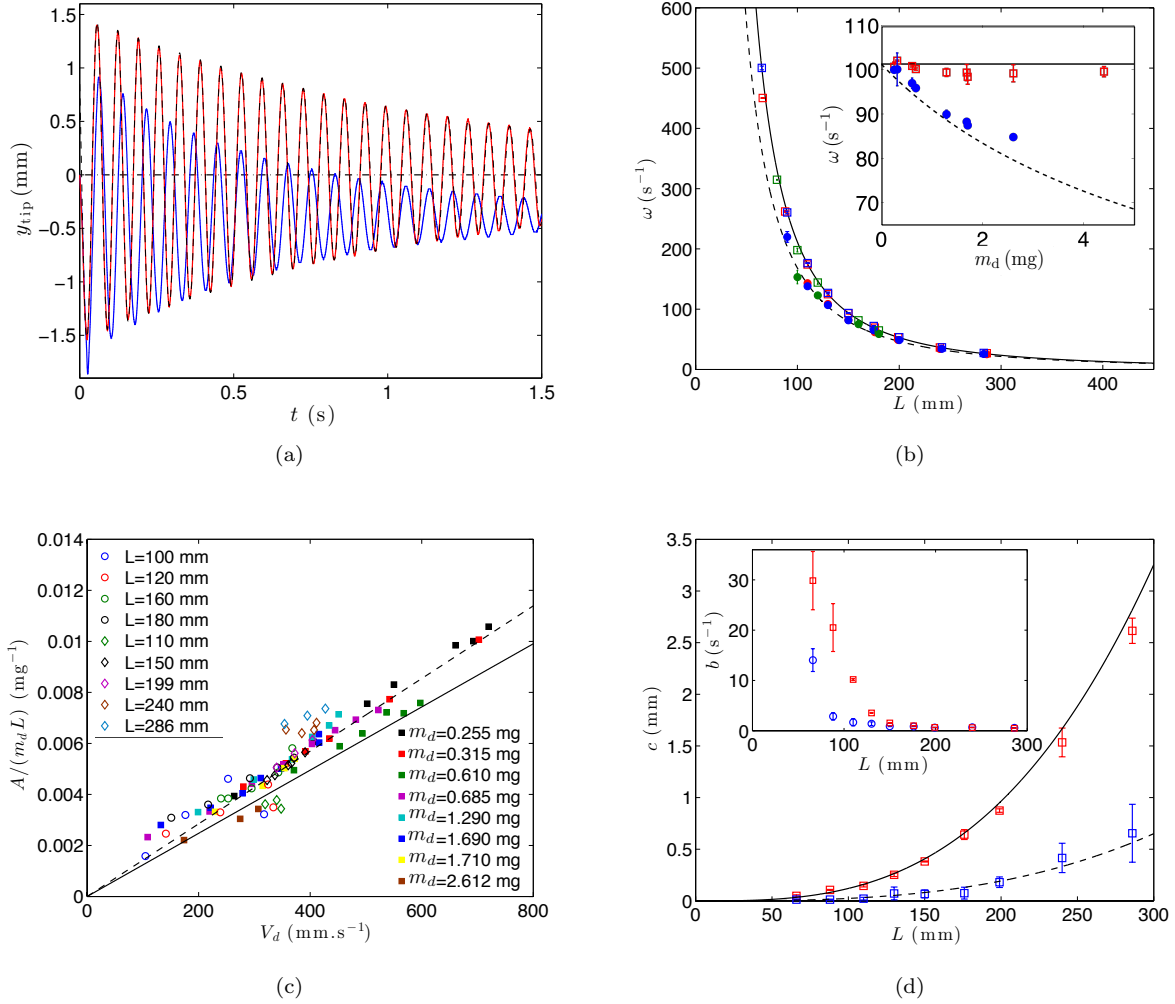 1.5
1
0.5
0
−0.5
−1
−1.5
y_tip (mm)
0 0.5 1 1.5
t (s)
(a)
600
500
400
300
200
100
0
ω (s⁻¹)
0 100 200 300 400
L (mm)
110
100
90
80
70
ω (s⁻¹)
0 2 4
m_d (mg)
(b)
0.014
0.012
0.01
0.008
0.006
0.004
0.002
0
A/(m_d L) (mg⁻¹)
L=100 mm
L=120 mm
L=160 mm
L=180 mm
L=110 mm
L=150 mm
L=199 mm
L=240 mm
L=286 mm
m_d=0.255 mg
m_d=0.315 mg
m_d=0.610 mg
m_d=0.685 mg
m_d=1.290 mg
m_d=1.690 mg
m_d=1.710 mg
m_d=2.612 mg
0 200 400 600 800
V_d (mm.s⁻¹)
(c)
3.5
3
2.5
2
1.5
1
0.5
0
c (mm)
30
20
10
0
b (s⁻¹)
0 100 200 300
L (mm)
0 50 100 150 200 250 300
L (mm)
(d)